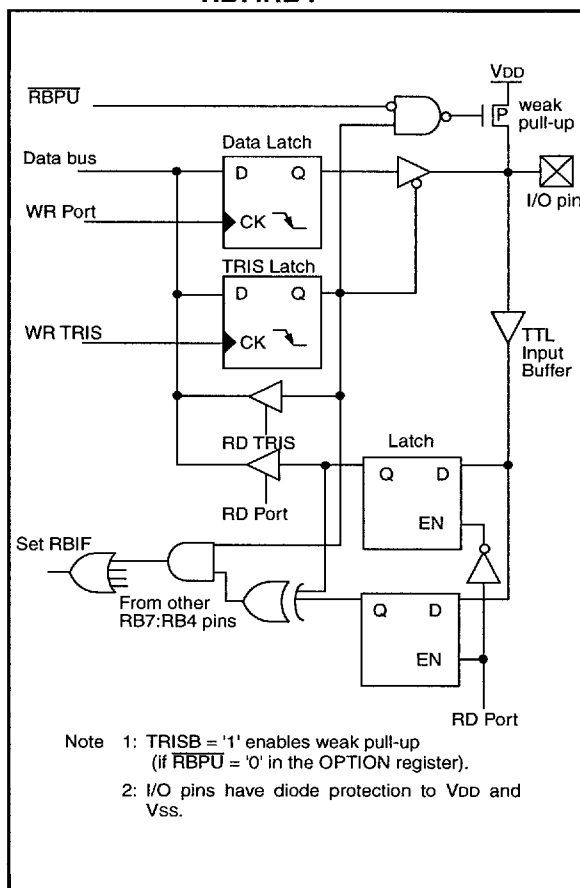 VDD
RBPU
weak
pull-up
P
Data Latch
Data bus
D Q
I/O pin
WR Port
CK
TRIS Latch
D Q
WR TRIS
CK
TTL
Input
Buffer
RD TRIS
Latch
Q D
RD Port
EN
Set RBIF
From other
RB7:RB4 pins
Q D
EN
RD Port
Note 1: TRISB = '1' enables weak pull-up
(if RBPU = '0' in the OPTION register).
2: I/O pins have diode protection to VDD and
VSS.